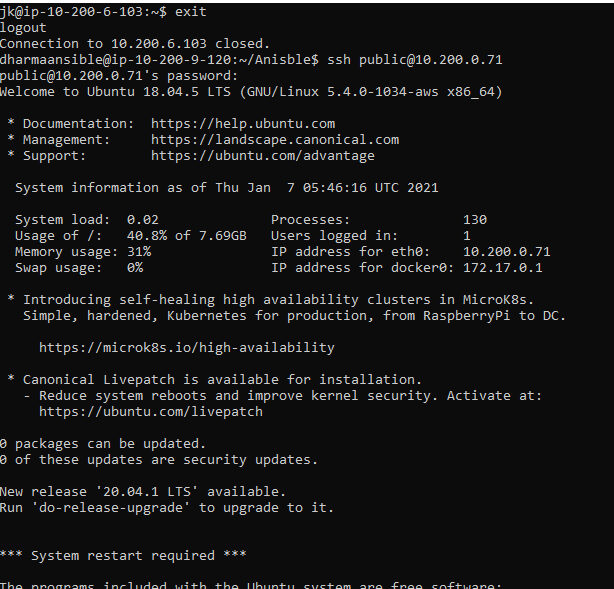 jk@ip-10-200-6-103:~$ exit
logout
Connection to 10.200.6.103 closed.
dharmaansible@ip-10-200-9-120:~/Anisble$ ssh public@10.200.0.71
public@10.200.0.71's password:
Welcome to Ubuntu 18.04.5 LTS (GNU/Linux 5.4.0-1034-aws x86_64)

 * Documentation:  https://help.ubuntu.com
 * Management:     https://landscape.canonical.com
 * Support:        https://ubuntu.com/advantage

  System information as of Thu Jan  7 05:46:16 UTC 2021

  System load:  0.02               Processes:              130
  Usage of /:   40.8% of 7.69GB   Users logged in:        1
  Memory usage: 31%                IP address for eth0:    10.200.0.71
  Swap usage:   0%                 IP address for docker0: 172.17.0.1

 * Introducing self-healing high availability clusters in MicroK8s.
   Simple, hardened, Kubernetes for production, from RaspberryPi to DC.

     https://microk8s.io/high-availability

 * Canonical Livepatch is available for installation.
   - Reduce system reboots and improve kernel security. Activate at:
     https://ubuntu.com/livepatch

0 packages can be updated.
0 of these updates are security updates.

New release '20.04.1 LTS' available.
Run 'do-release-upgrade' to upgrade to it.

*** System restart required ***

The programs included with the Ubuntu system are free software;